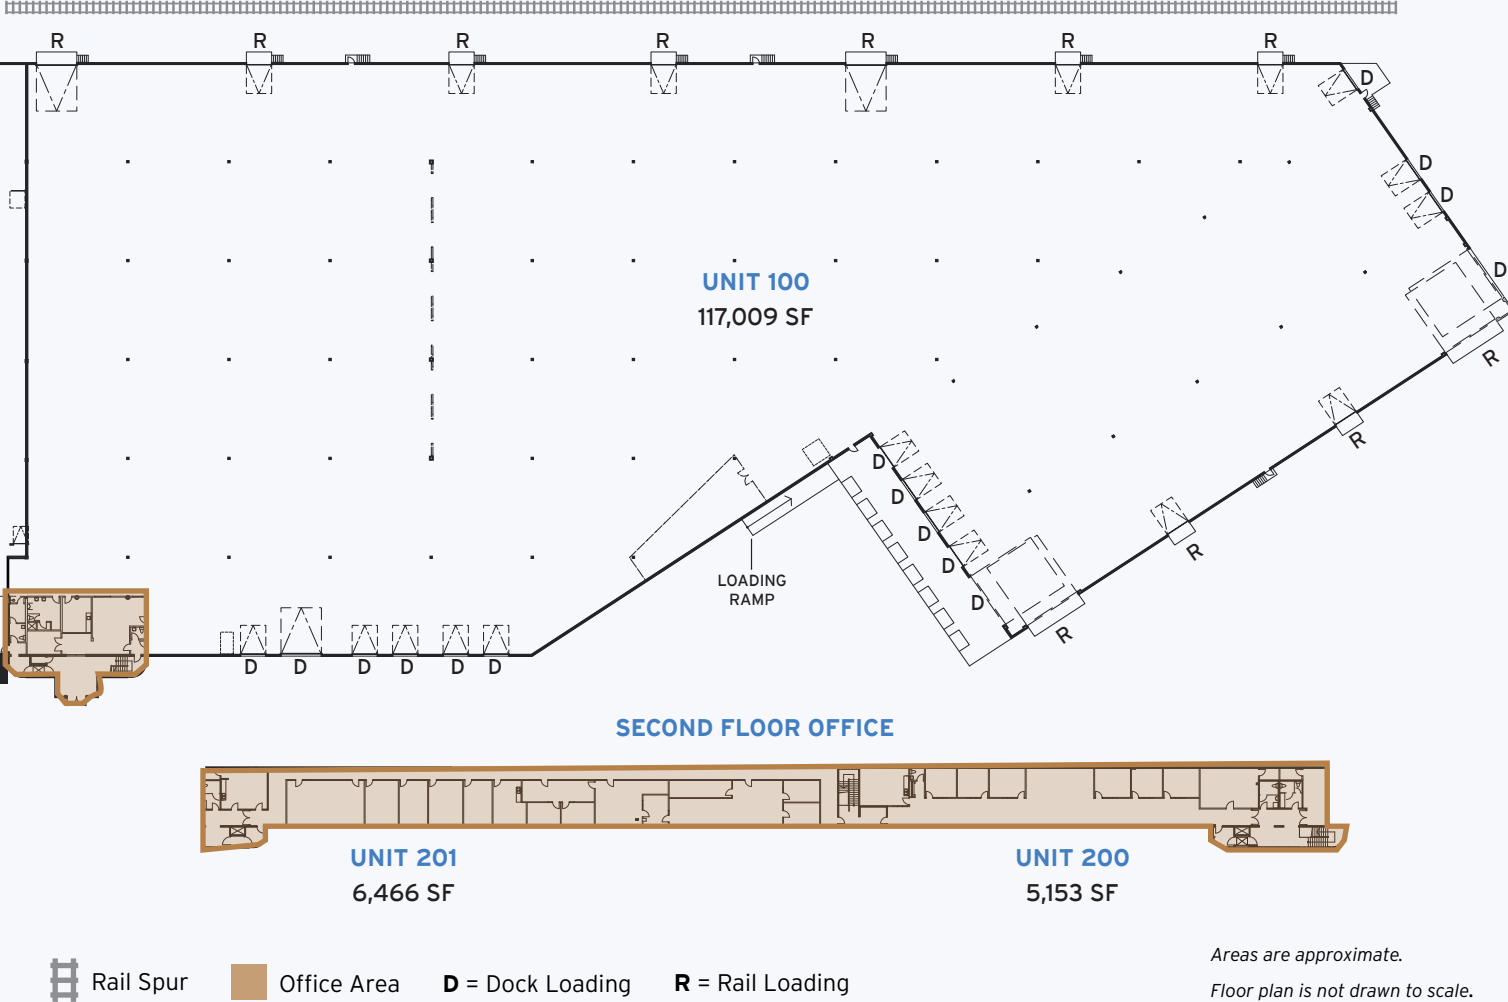 R R R R R R R
D
D
D
D
UNIT 100
117,009 SF
R
R
D
D
D
D
R
LOADING
RAMP
D
R
D D D D D D
SECOND FLOOR OFFICE
UNIT 201
6,466 SF
UNIT 200
5,153 SF
Rail Spur
Office Area
D = Dock Loading
R = Rail Loading
Areas are approximate.
Floor plan is not drawn to scale.